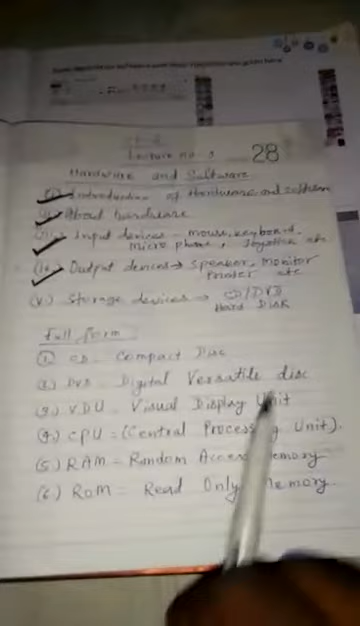 Lecture no
28
Hardware and Software
(i) Introduction of Hardware and software
(ii) About hardware
(iii) Input devices - mouse, keyboard,
micro phone, Joystick etc
(iv) Output devices → Speaker, Monitor
Printer etc
(v) Storage devices → CD/DVD
Hard Disk
Full form
(1) CD - Compact Disc
(2) DVD - Digital Versatile disc
(3) VDU - Visual Display Unit
(4) CPU = (Central Processing Unit).
(5) RAM - Random Access Memory
(6) ROM = Read Only Memory.